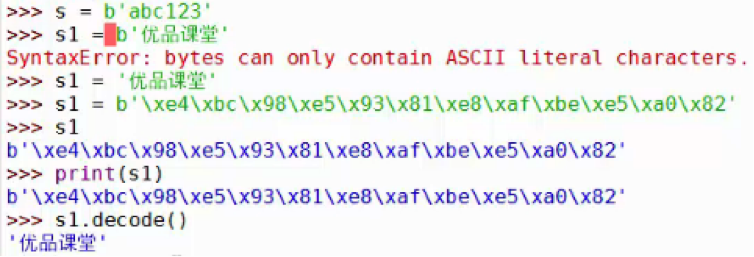 >>> s = b'abc123'
>>> s1 = b'优品课堂'
SyntaxError: bytes can only contain ASCII literal characters.
>>> s1 = '优品课堂'
>>> s1 = b'\xe4\xbc\x98\xe5\x93\x81\xe8\xaf\xbe\xe5\xa0\x82'
>>> s1
b'\xe4\xbc\x98\xe5\x93\x81\xe8\xaf\xbe\xe5\xa0\x82'
>>> print(s1)
b'\xe4\xbc\x98\xe5\x93\x81\xe8\xaf\xbe\xe5\xa0\x82'
>>> s1.decode()
'优品课堂'